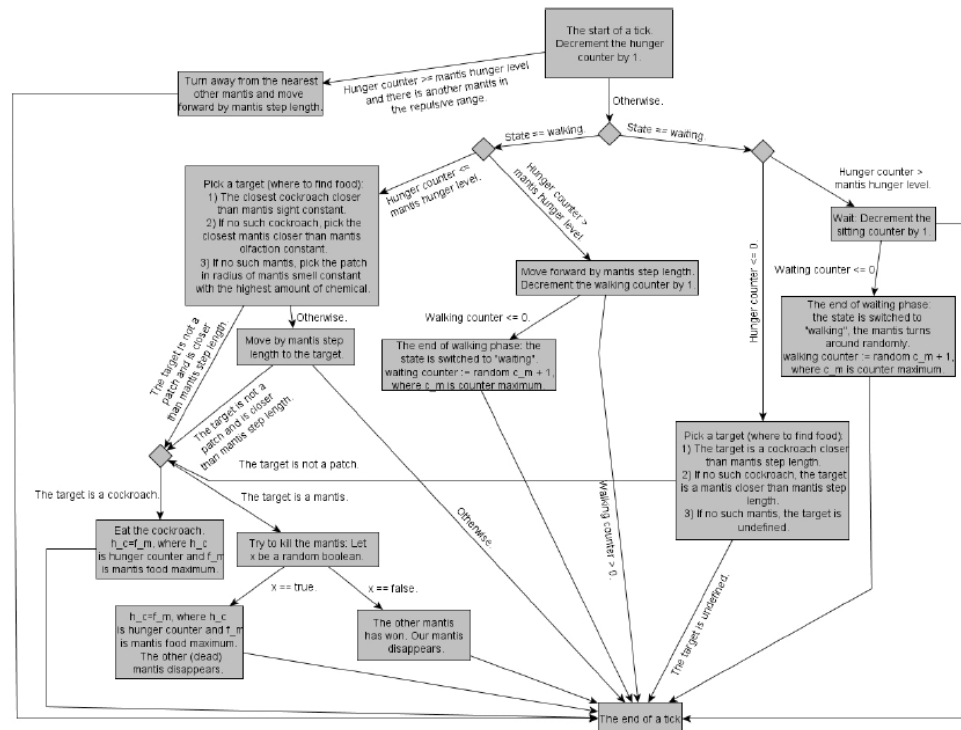 The start of a tick.
Decrement the hunger
counter by 1.
Turn away from the nearest
other mantis and move
forward by mantis step length.
Hunger counter >= mantis hunger level
and there is another mantis in
the repulsive range.
Otherwise.
State == walking.
State == waiting.
Hunger counter <=
mantis hunger level.
Hunger counter >
mantis hunger level
Hunger counter <= 0.
Hunger counter >
mantis hunger level.
Pick a target (where to find food):
1) The closest cockroach closer
than mantis sight constant.
2) If no such cockroach, pick the
closest mantis closer than mantis
olfaction constant.
3) If no such mantis, pick the patch
in radius of mantis smell constant
with the highest amount of chemical.
Wait: Decrement the
sitting counter by 1.
Move forward by mantis step length.
Decrement the walking counter by 1.
Waiting counter <= 0.
Otherwise.
The target is not a
patch and is closer
than mantis step length.
Move by mantis step
length to the target.
Walking counter <= 0.
The end of walking phase: the
state is switched to "waiting".
waiting counter := random c_m + 1,
where c_m is counter maximum
The end of waiting phase:
the state is switched to
"walking", the mantis turns
around randomly.
walking counter := random c_m + 1,
where c_m is counter maximum.
The target is not a
patch and is closer
than mantis step length.
Pick a target (where to find food):
1) The target is a cockroach closer
than mantis step length.
2) If no such cockroach, the target
is a mantis closer than mantis step
length.
3) If no such mantis, the target is
undefined.
The target is not a patch.
The target is a cockroach.
The target is a mantis.
Otherwise.
Walking counter > 0.
Eat the cockroach.
h_c=f_m, where h_c
is hunger counter and f_m
is mantis food maximum.
Try to kill the mantis: Let
x be a random boolean.
x == true.
x == false.
The target is undefined.
h_c=f_m, where h_c
is hunger counter and f_m
is mantis food maximum.
The other (dead)
mantis disappears.
The other mantis
has won. Our mantis
disappears.
The end of a tick